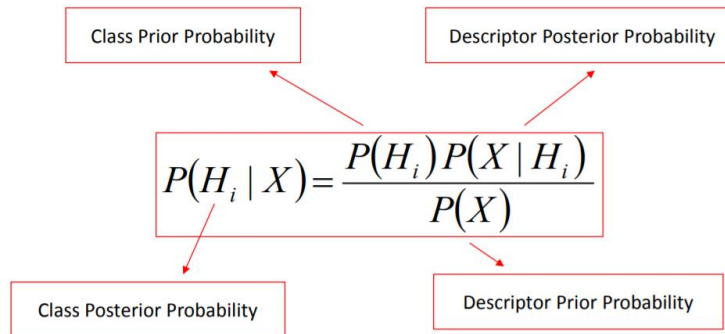 Class Prior Probability
Descriptor Posterior Probability
P(H_i | X) = P(H_i)P(X | H_i) / P(X)
Class Posterior Probability
Descriptor Prior Probability